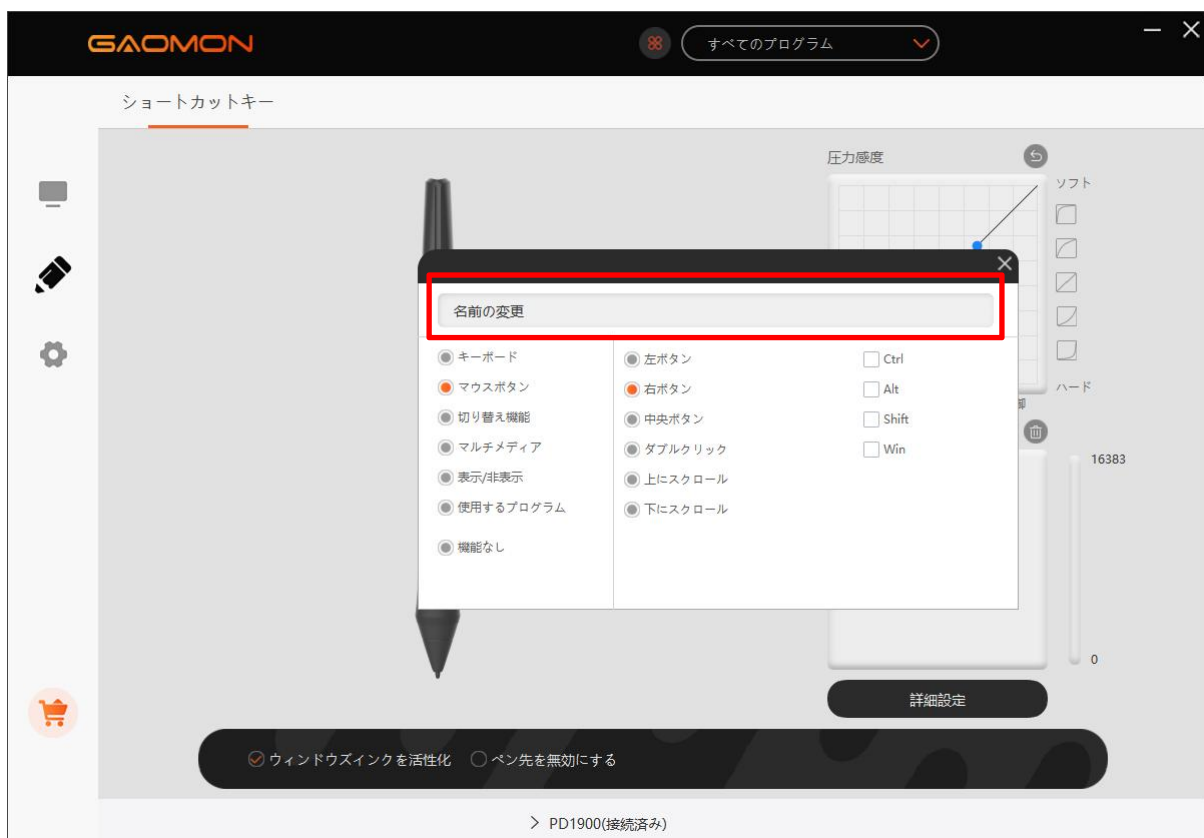 GAOMON
すべてのプログラム
ショートカットキー
圧力感度
ソフト
名前の変更
キーボード
左ボタン
Ctrl
マウスボタン
右ボタン
Alt
ハード
切り替え機能
中央ボタン
Shift
御
マルチメディア
ダブルクリック
Win
16383
表示/非表示
上にスクロール
使用するプログラム
下にスクロール
機能なし
0
詳細設定
ウィンドウズインクを活性化
ペン先を無効にする
PD1900(接続済み)